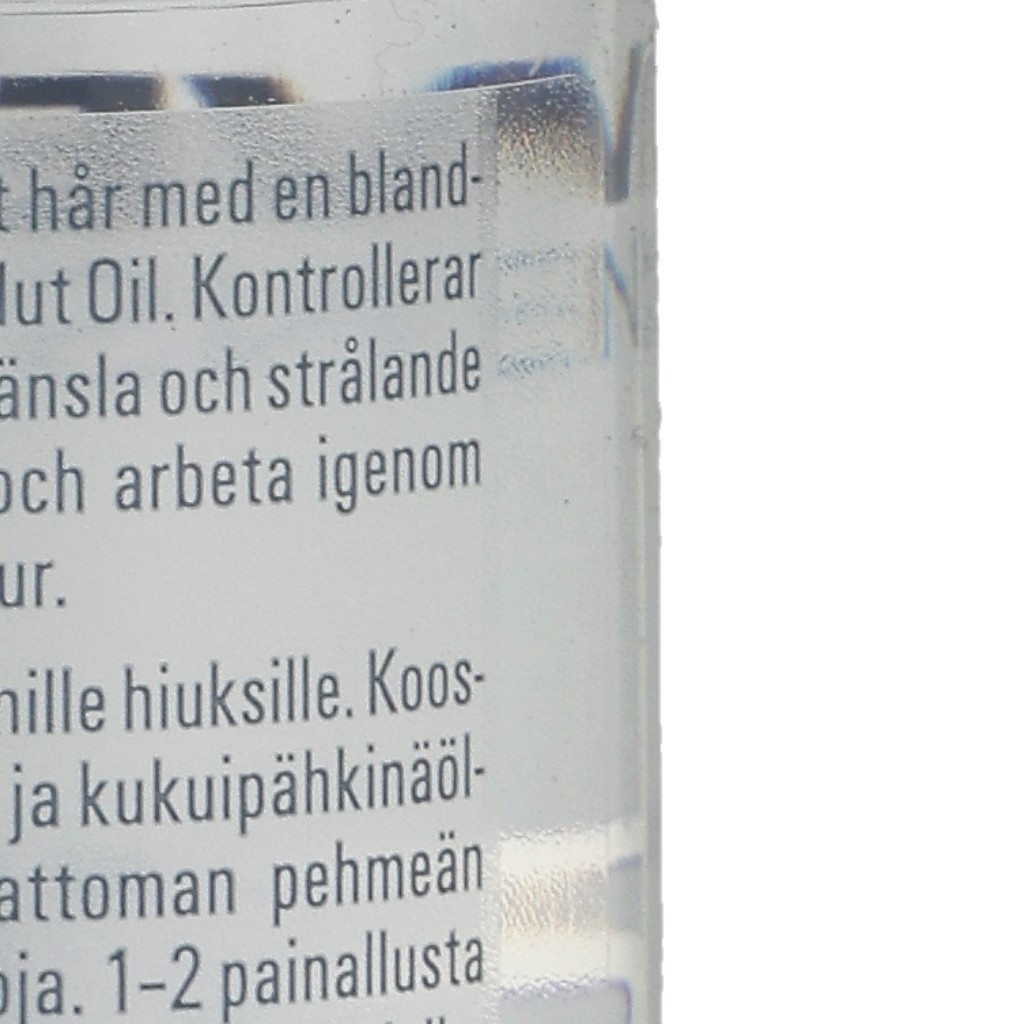 t hår med en bland-
Nut Oil. Kontrollerar
änsla och strålande
och arbeta igenom
ur.
nille hiuksille. Koos-
ja kukuipähkinäöl-
attoman pehmeän
oja. 1–2 painallusta